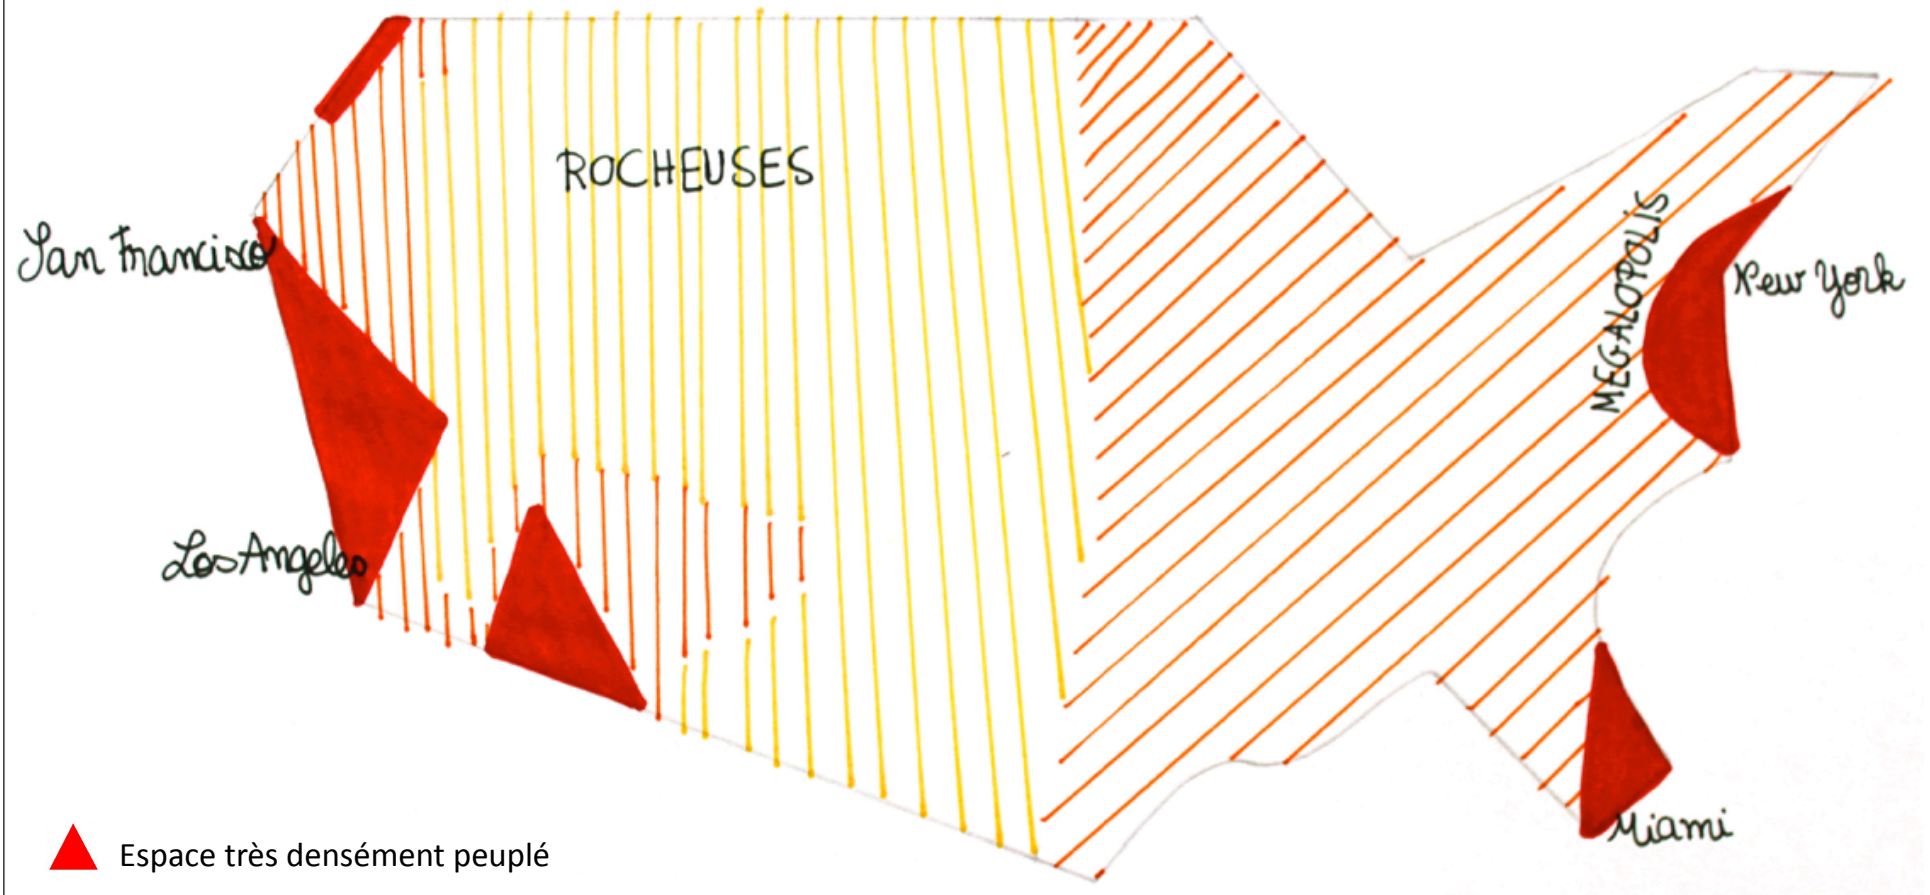 ROCHEUSES
San Francisco
MEGALOPOLIS
New York
Los Angeles
Miami
Espace très densément peuplé